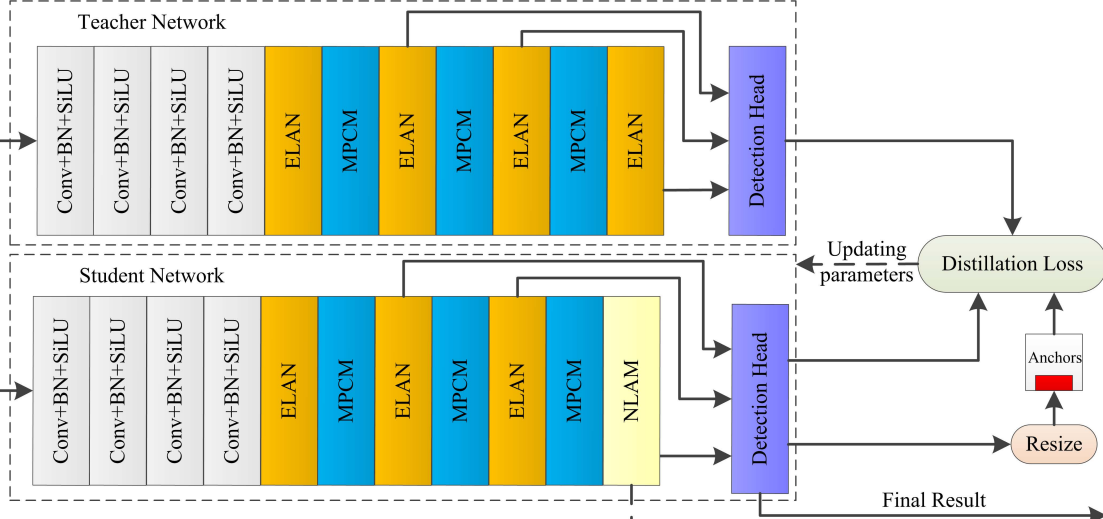 Teacher Network
Conv+BN+SiLU
Conv+BN+SiLU
Conv+BN+SiLU
Conv+BN+SiLU
ELAN
MPCM
ELAN
MPCM
ELAN
MPCM
ELAN
Detection Head
Updating
parameters
Distillation Loss
Student Network
Conv+BN+SiLU
Conv+BN+SiLU
Conv+BN+SiLU
Conv+BN+SiLU
ELAN
MPCM
ELAN
MPCM
ELAN
MPCM
NLAM
Detection Head
Anchors
Resize
Final Result